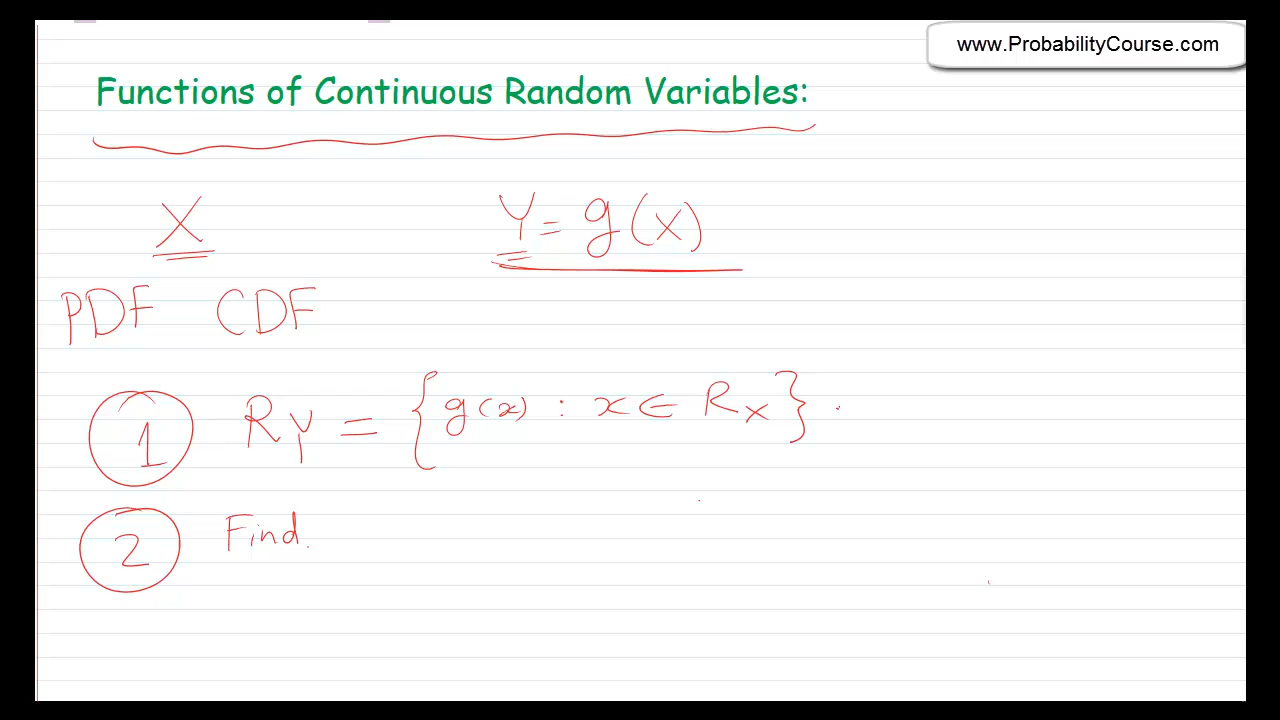 www.ProbabilityCourse.com
Functions of Continuous Random Variables:
X Y = g(X)
PDF CDF
1 R_Y = {g(x) : x ∈ R_X}.
2 Find.